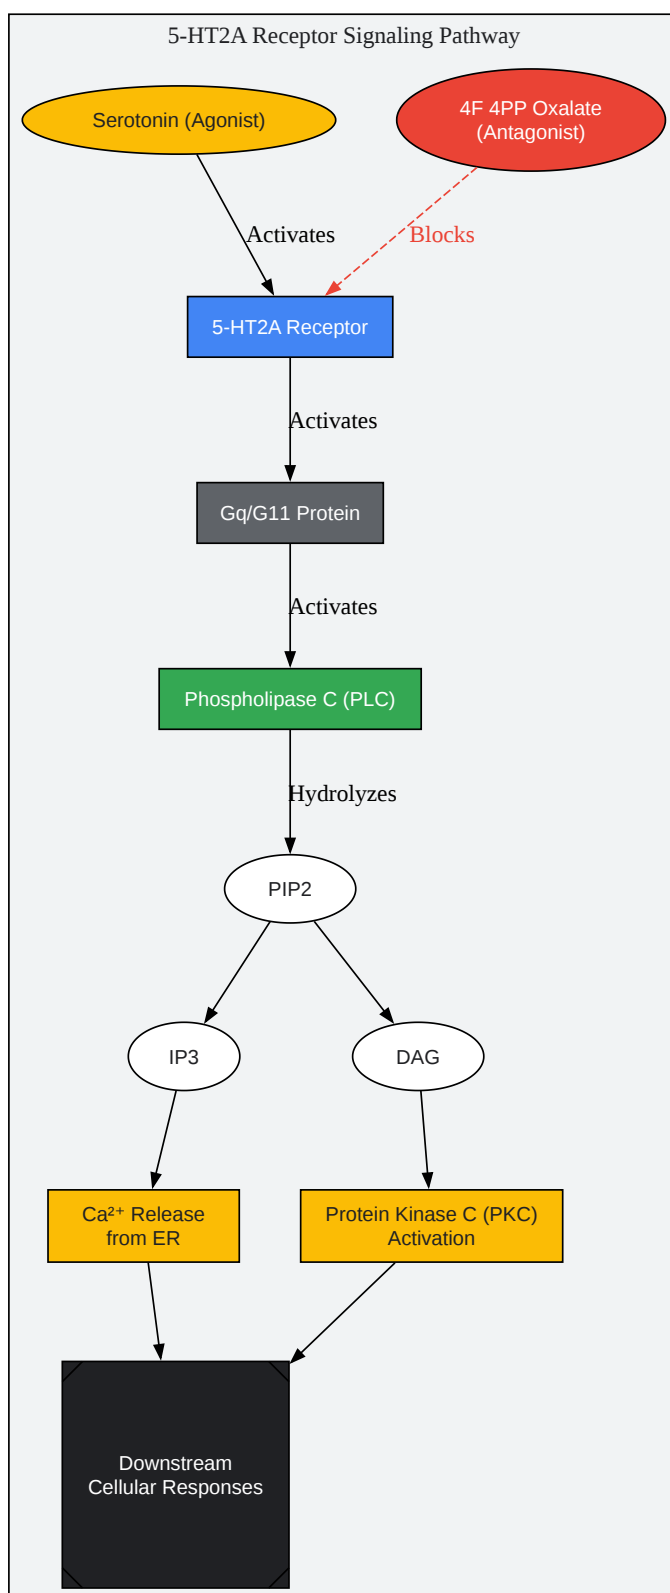 5-HT2A Receptor Signaling Pathway
Serotonin (Agonist)
4F 4PP Oxalate
(Antagonist)
Activates
Blocks
5-HT2A Receptor
Activates
Gq/G11 Protein
Activates
Phospholipase C (PLC)
Hydrolyzes
PIP2
IP3
DAG
Ca²⁺ Release
from ER
Protein Kinase C (PKC)
Activation
Downstream
Cellular Responses